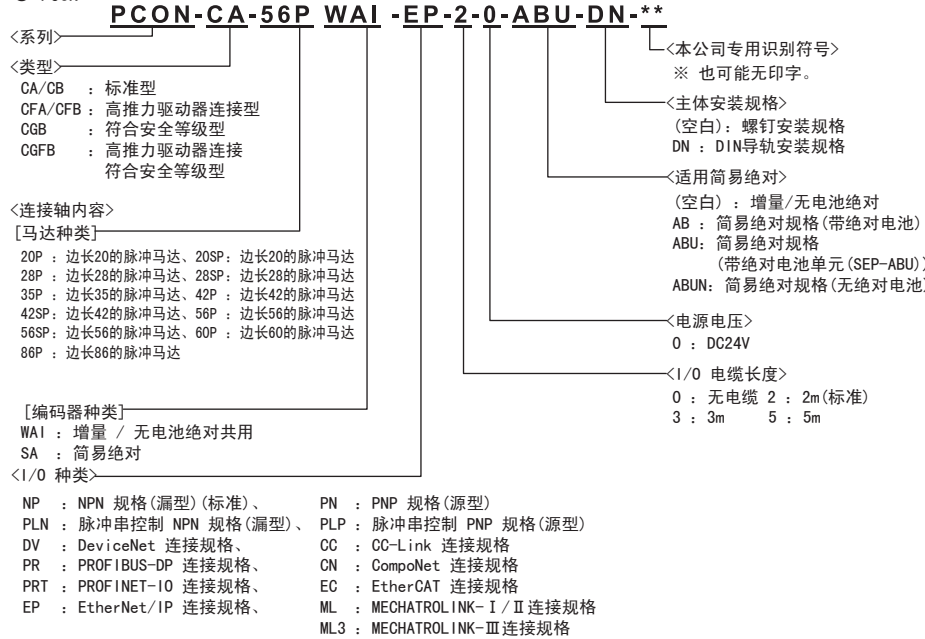 PCON-CA-56P WAI -EP-2-0-ABU-DN-**
<系列>
<类型>
CA/CB : 标准型
CFA/CFB : 高推力驱动器连接型
CGB : 符合安全等级型
CGFB : 高推力驱动器连接
符合安全等级型
<连接轴内容>
[马达种类]
20P : 边长20的脉冲马达、20SP: 边长20的脉冲马达
28P : 边长28的脉冲马达、28SP: 边长28的脉冲马达
35P : 边长35的脉冲马达、42P : 边长42的脉冲马达
42SP: 边长42的脉冲马达、56P : 边长56的脉冲马达
56SP: 边长56的脉冲马达、60P : 边长60的脉冲马达
86P : 边长86的脉冲马达
[编码器种类]
WAI : 增量 / 无电池绝对共用
SA : 简易绝对
<I/O 种类>
NP : NPN 规格(漏型)(标准)、 PN : PNP 规格(源型)
PLN : 脉冲串控制 NPN 规格(漏型)、 PLP : 脉冲串控制 PNP 规格(源型)
DV : DeviceNet 连接规格、 CC : CC-Link 连接规格
PR : PROFIBUS-DP 连接规格、 CN : CompoNet 连接规格
PRT : PROFINET-IO 连接规格、 EC : EtherCAT 连接规格
EP : EtherNet/IP 连接规格、 ML : MECHATROLINK-Ⅰ/Ⅱ连接规格
ML3 : MECHATROLINK-Ⅲ连接规格
<本公司专用识别符号>
※ 也可能无印字。
<主体安装规格>
(空白): 螺钉安装规格
DN : DIN导轨安装规格
<适用简易绝对>
(空白) : 增量/无电池绝对
AB : 简易绝对规格(带绝对电池)
ABU: 简易绝对规格
(带绝对电池单元(SEP-ABU))
ABUN: 简易绝对规格(无绝对电池)
<电源电压>
0 : DC24V
<I/O 电缆长度>
0 : 无电缆 2 : 2m(标准)
3 : 3m 5 : 5m